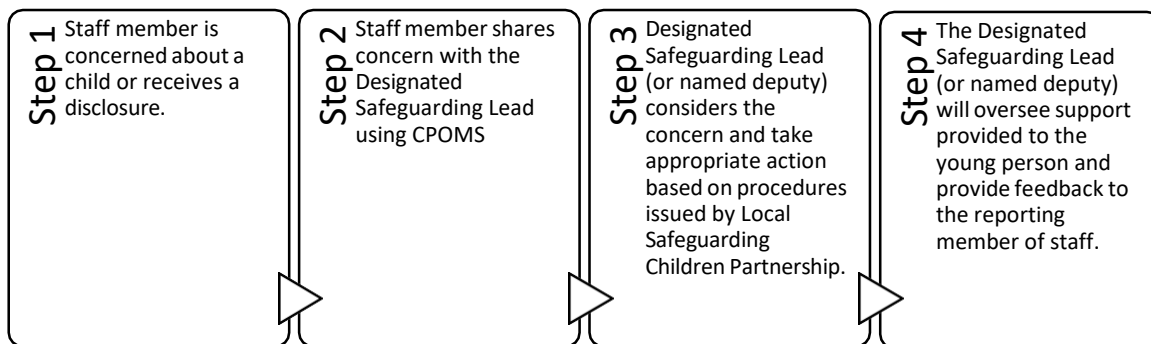 Step 1
Staff member is
concerned about a
child or receives a
disclosure.
Step 2
Staff member shares
concern with the
Designated
Safeguarding Lead
using CPOMS
Step 3
Designated
Safeguarding Lead
(or named deputy)
considers the
concern and take
appropriate action
based on procedures
issued by Local
Safeguarding
Children Partnership.
Step 4
The Designated
Safeguarding Lead
(or named deputy)
will oversee support
provided to the
young person and
provide feedback to
the reporting
member of staff.